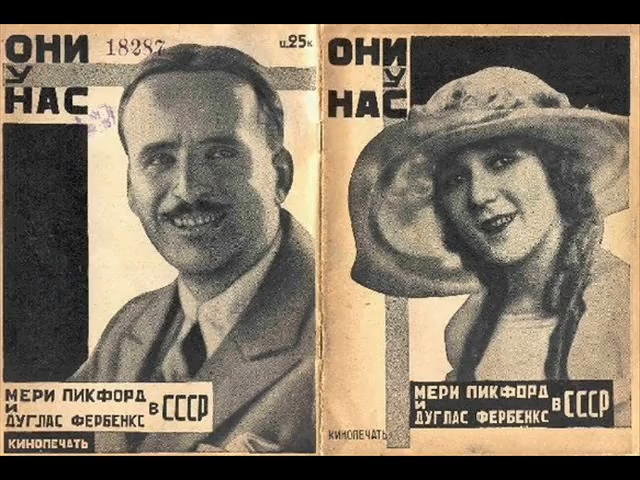 ОНИ
У
НАС
18287
ц.25к
МЕРИ ПИКФОРД
И
ДУГЛАС ФЕРБЕНКС
В СССР
КИНОПЕЧАТЬ
ОНИ
У
НАС
МЕРИ ПИКФОРД
И
ДУГЛАС ФЕРБЕНКС
В СССР
КИНОПЕЧАТЬ